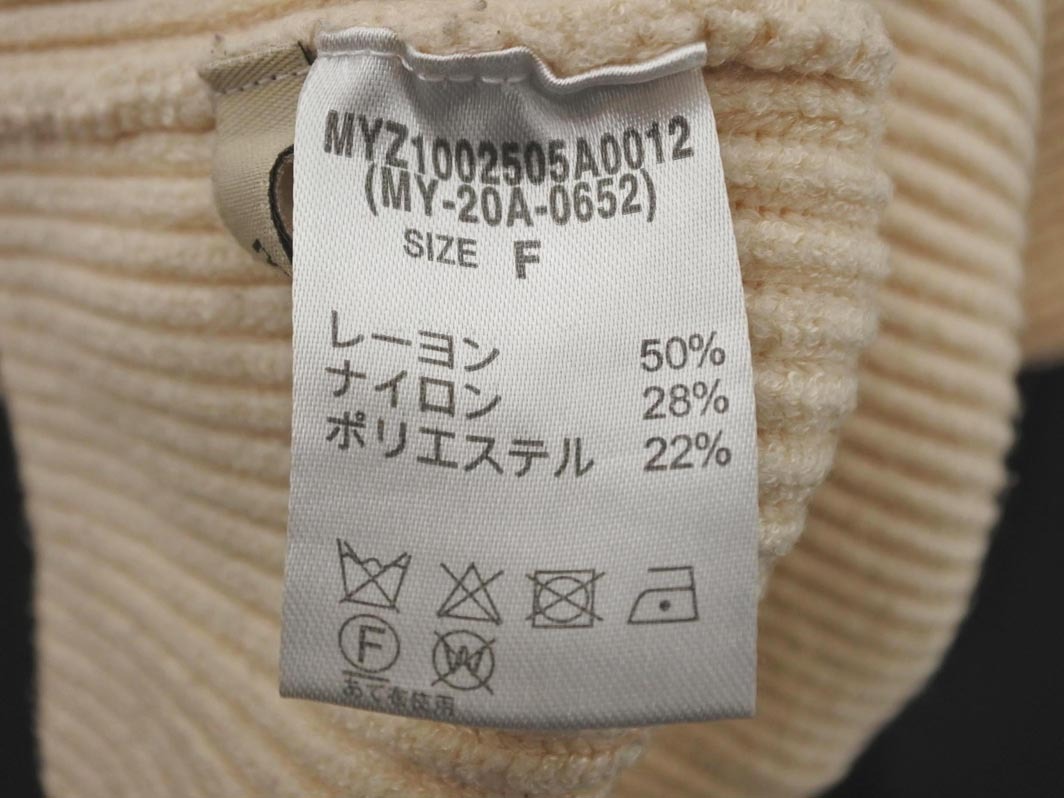 MYZ1002505A0012
(MY-20A-0652)
SIZE F
レーヨン 50%
ナイロン 28%
ポリエステル 22%
F W
あて布使用